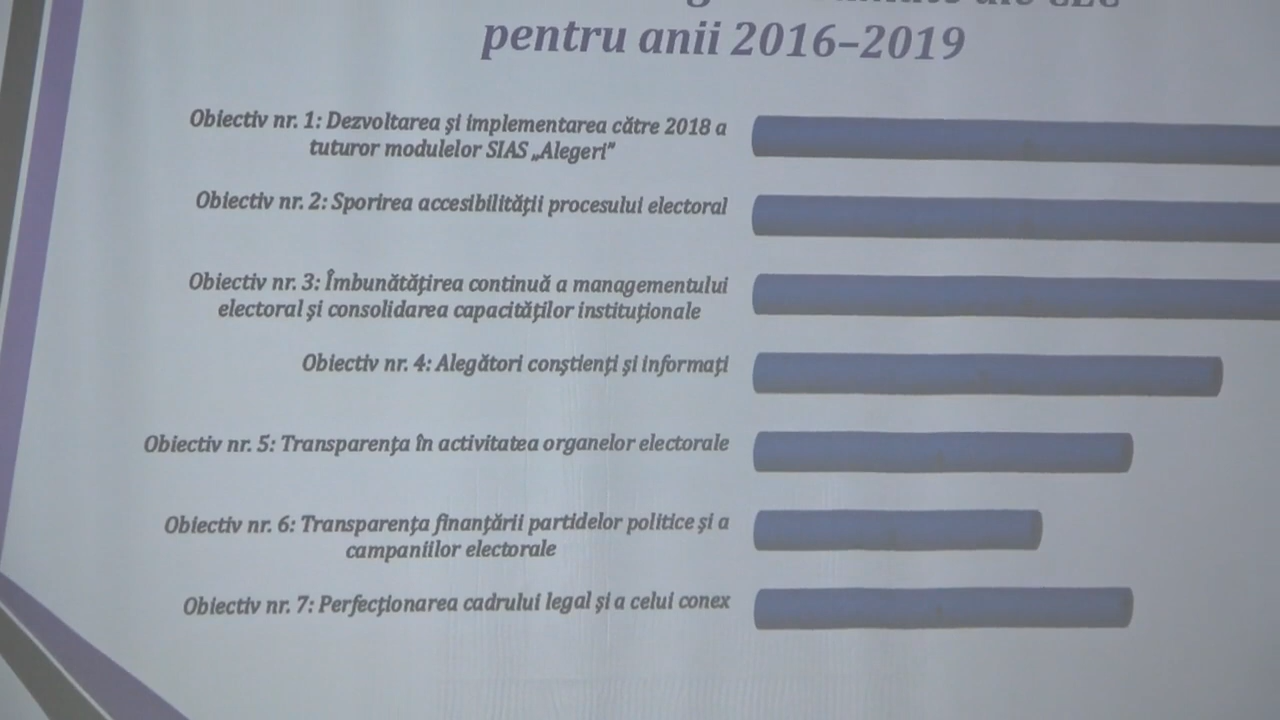 pentru anii 2016–2019
Obiectiv nr. 1: Dezvoltarea şi implementarea către 2018 a
tuturor modulelor SIAS „Alegeri”
Obiectiv nr. 2: Sporirea accesibilităţii procesului electoral
Obiectiv nr. 3: Îmbunătăţirea continuă a managementului
electoral şi consolidarea capacităţilor instituţionale
Obiectiv nr. 4: Alegători conştienţi şi informaţi
Obiectiv nr. 5: Transparenţa în activitatea organelor electorale
Obiectiv nr. 6: Transparenţa finanţării partidelor politice şi a
campaniilor electorale
Obiectiv nr. 7: Perfecţionarea cadrului legal şi a celui conex